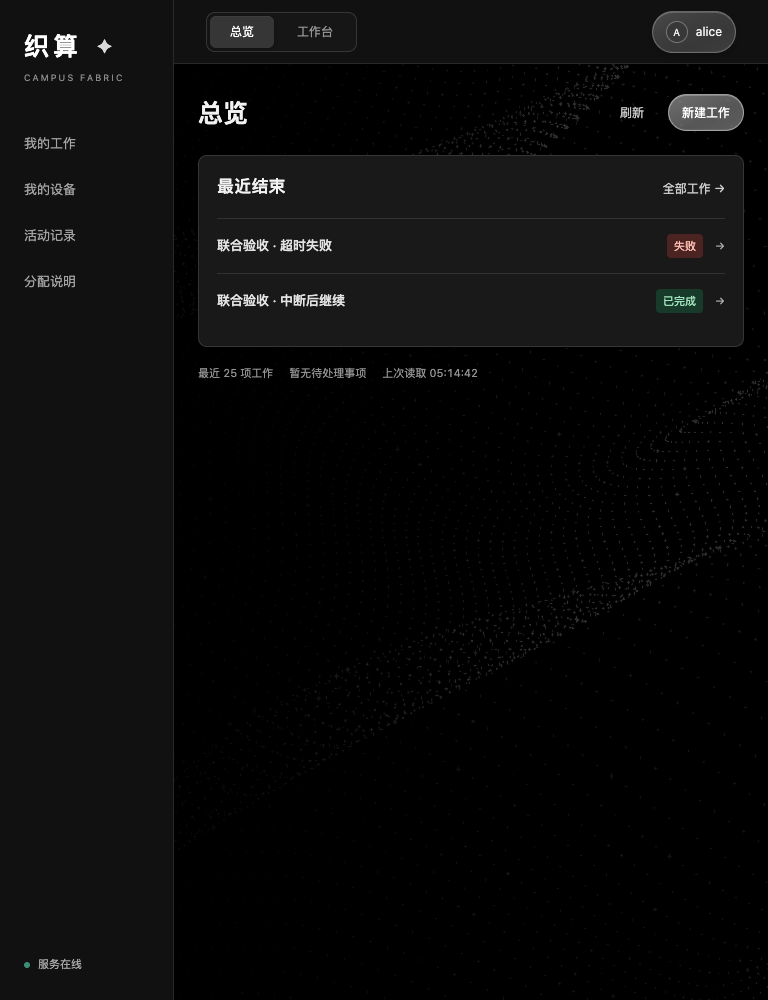 织算
CAMPUS FABRIC
我的工作
我的设备
活动记录
分配说明
服务在线
总览 工作台
A alice
总览
刷新 新建工作
最近结束 全部工作 →
联合验收 · 超时失败 失败 →
联合验收 · 中断后继续 已完成 →
最近 25 项工作 暂无待处理事项 上次读取 05:14:42